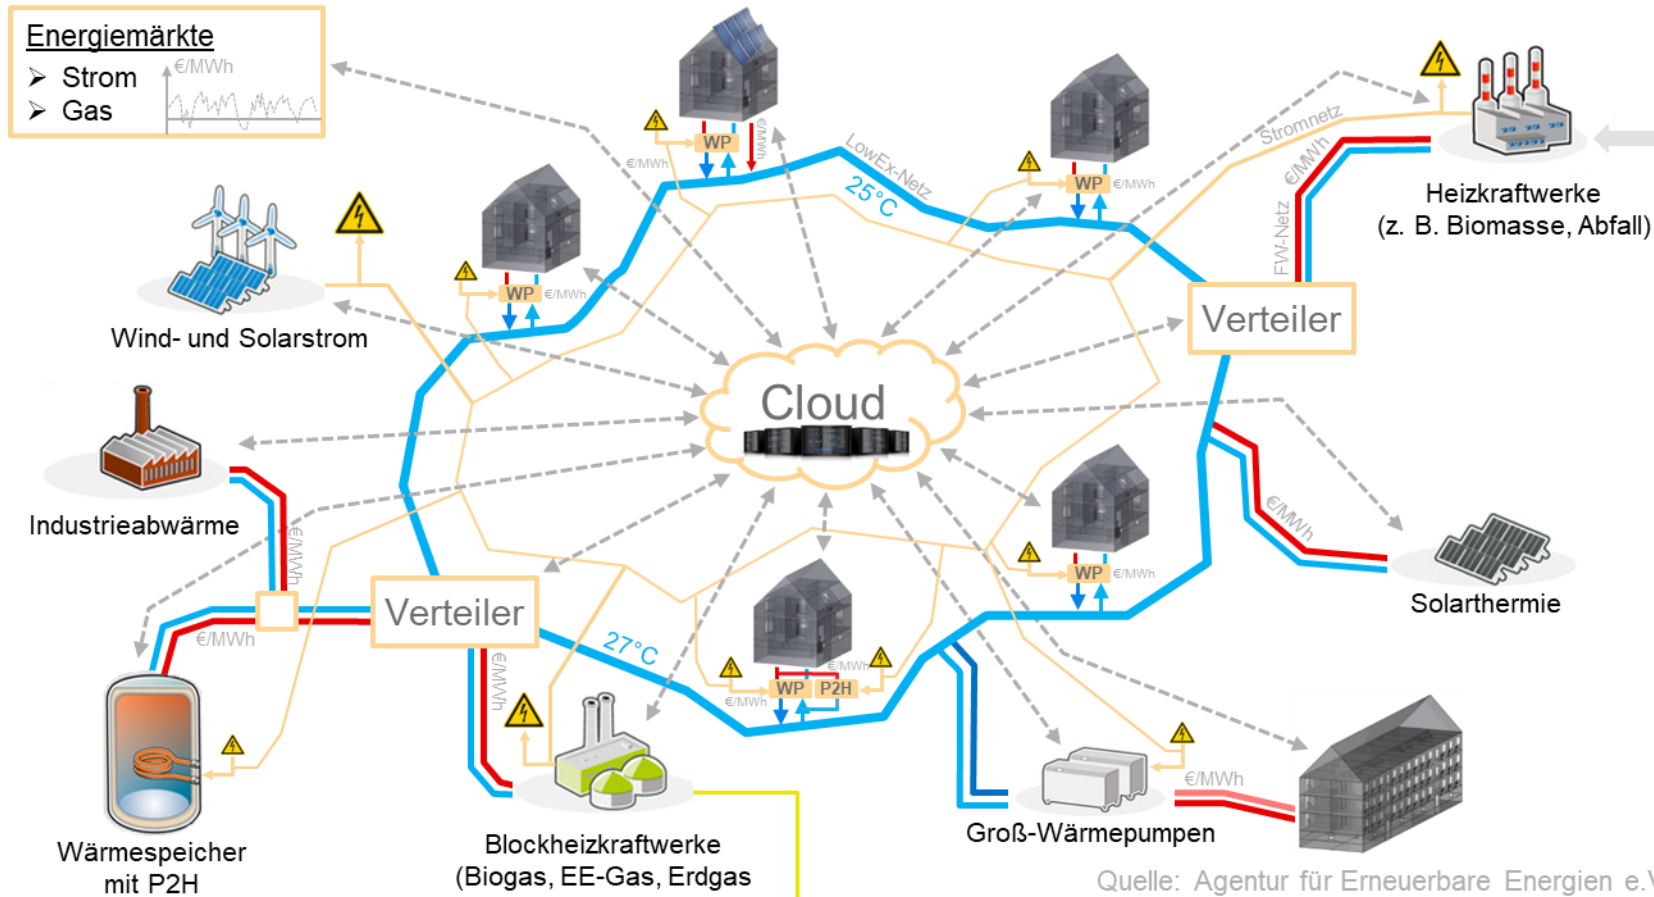 Energiemärkte
➢ Strom
➢ Gas
€/MWh
€/MWh
WP
€/MWh
LowEx-Netz
25°C
WP
€/MWh
Stromnetz
€/MWh
FW-Netz
Heizkraftwerke
(z. B. Biomasse, Abfall)
WP
€/MWh
Wind- und Solarstrom
Verteiler
Cloud
Industrieabwärme
€/MWh
€/MWh
WP
€/MWh
Solarthermie
Verteiler
€/MWh
€/MWh
27°C
€/MWh
WP
P2H
€/MWh
€/MWh
Wärmespeicher
mit P2H
Blockheizkraftwerke
(Biogas, EE-Gas, Erdgas
Groß-Wärmepumpen
Quelle: Agentur für Erneuerbare Energien e.V